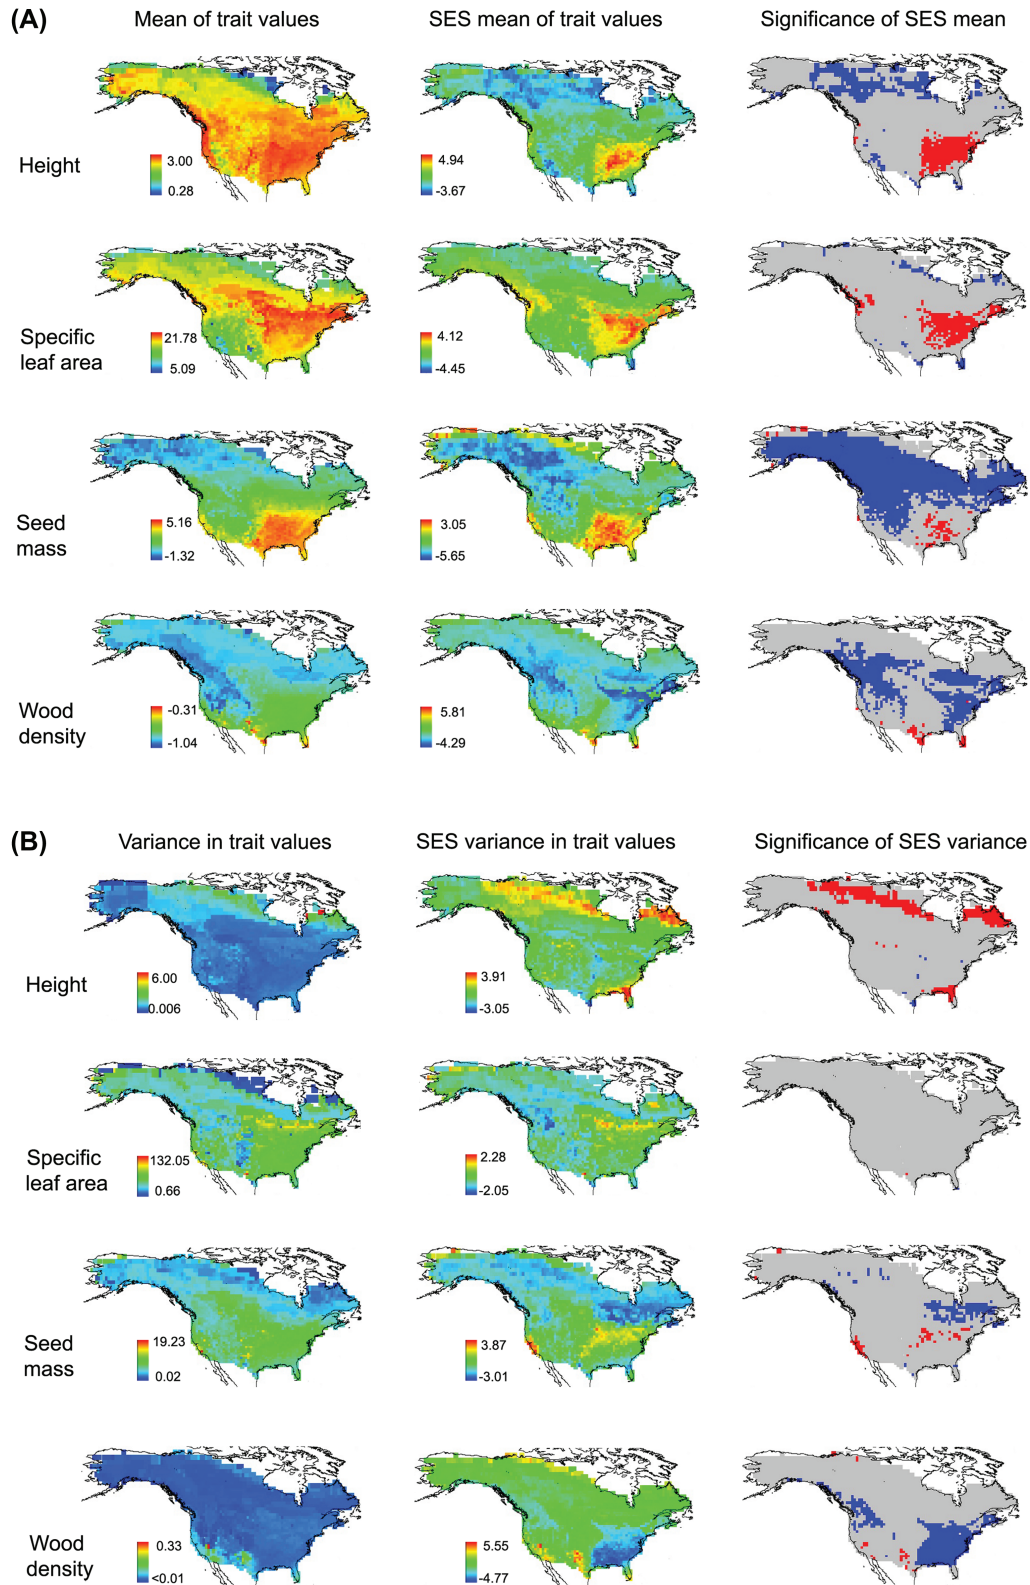 (A)
Mean of trait values
SES mean of trait values
Significance of SES mean
Height
3.00
0.28
4.94
-3.67
Specific
leaf area
21.78
5.09
4.12
-4.45
Seed
mass
5.16
-1.32
3.05
-5.65
Wood
density
-0.31
-1.04
5.81
-4.29
(B)
Variance in trait values
SES variance in trait values
Significance of SES variance
Height
6.00
0.006
3.91
-3.05
Specific
leaf area
132.05
0.66
2.28
-2.05
Seed
mass
19.23
0.02
3.87
-3.01
Wood
density
0.33
<0.01
5.55
-4.77